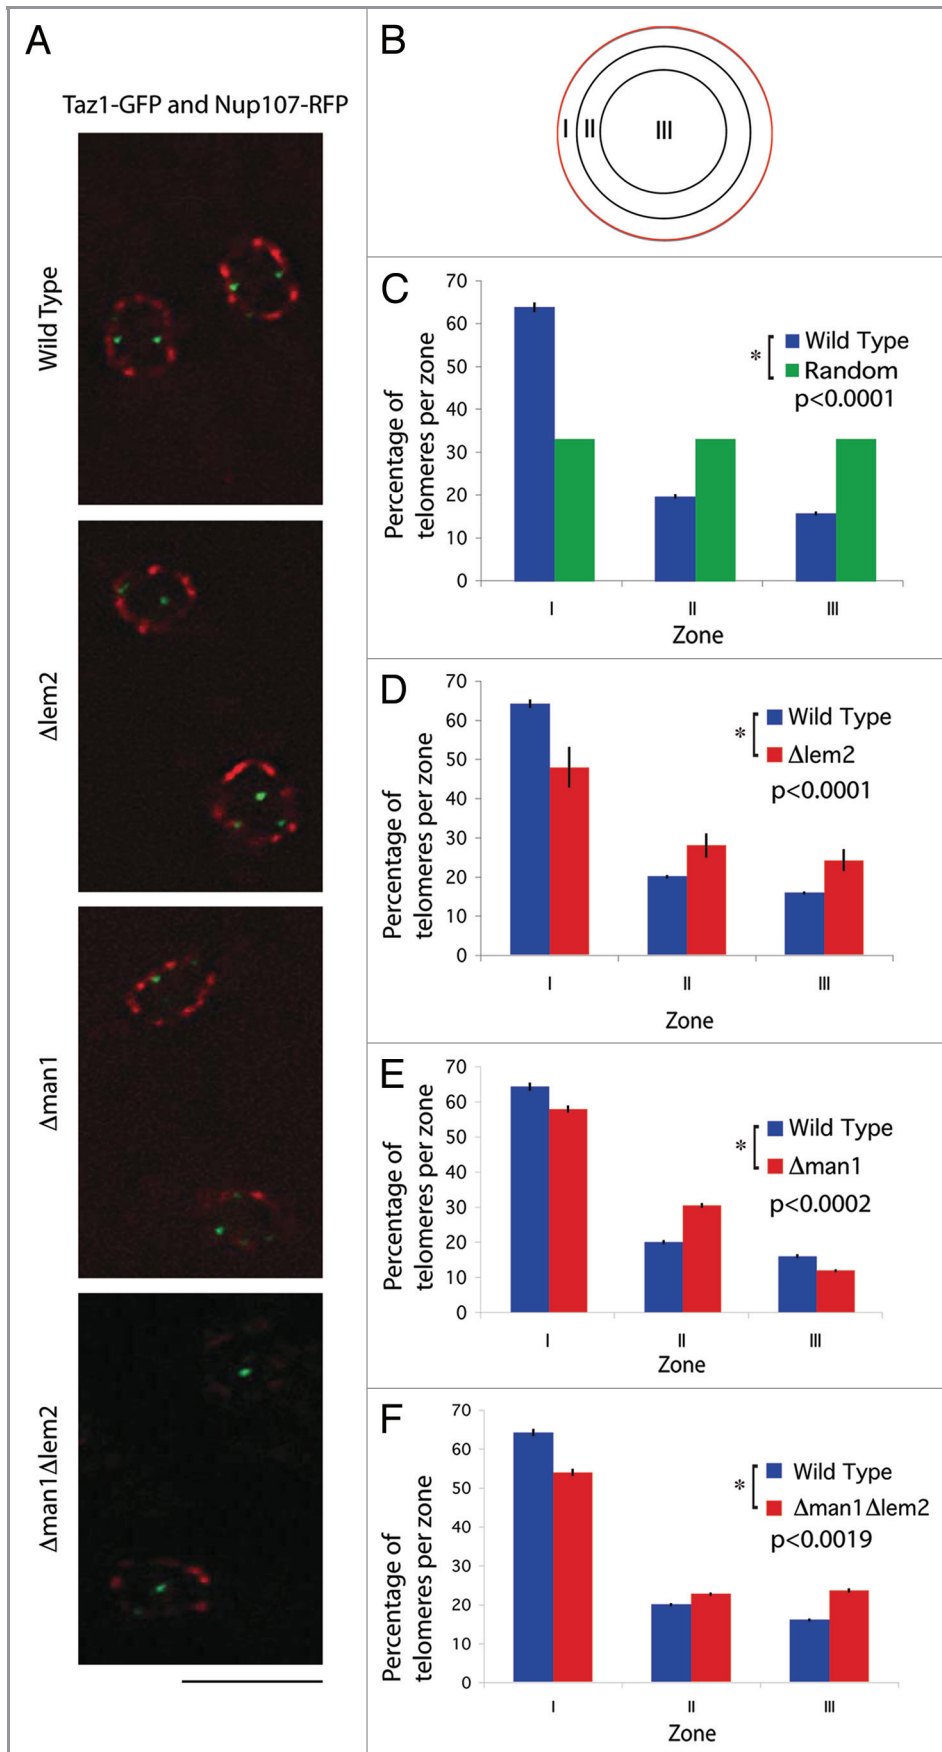 A
Taz1-GFP and Nup107-RFP
Wild Type
Δlem2
Δman1
Δman1Δlem2
B
I II III
C
Percentage of
telomeres per zone
70
60
50
40
30
20
10
0
* Wild Type
Random
p<0.0001
I II III
Zone
D
Percentage of
telomeres per zone
70
60
50
40
30
20
10
0
* Wild Type
Δlem2
p<0.0001
I II III
Zone
E
Percentage of
telomeres per zone
70
60
50
40
30
20
10
0
* Wild Type
Δman1
p<0.0002
I II III
Zone
F
Percentage of
telomeres per zone
70
60
50
40
30
20
10
0
* Wild Type
Δman1Δlem2
p<0.0019
I II III
Zone